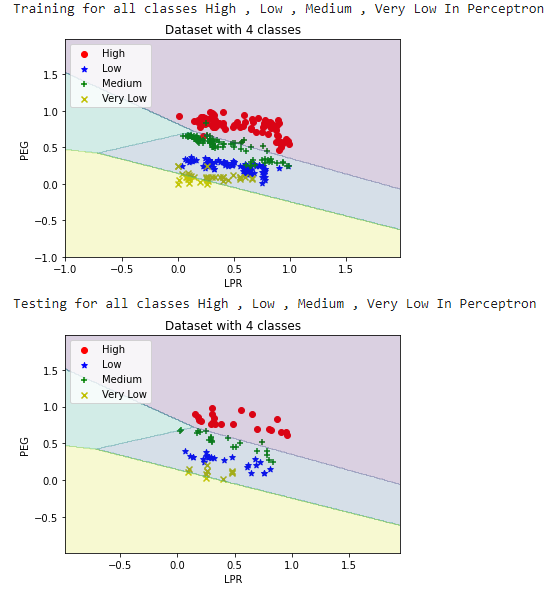 Training for all classes High , Low , Medium , Very Low In Perceptron
Dataset with 4 classes
High
Low
Medium
Very Low
1.5
1.0
0.5
0.0
−0.5
−1.0
PEG
−1.0 −0.5 0.0 0.5 1.0 1.5
LPR
Testing for all classes High , Low , Medium , Very Low In Perceptron
Dataset with 4 classes
High
Low
Medium
Very Low
1.5
1.0
0.5
0.0
−0.5
PEG
−0.5 0.0 0.5 1.0 1.5
LPR